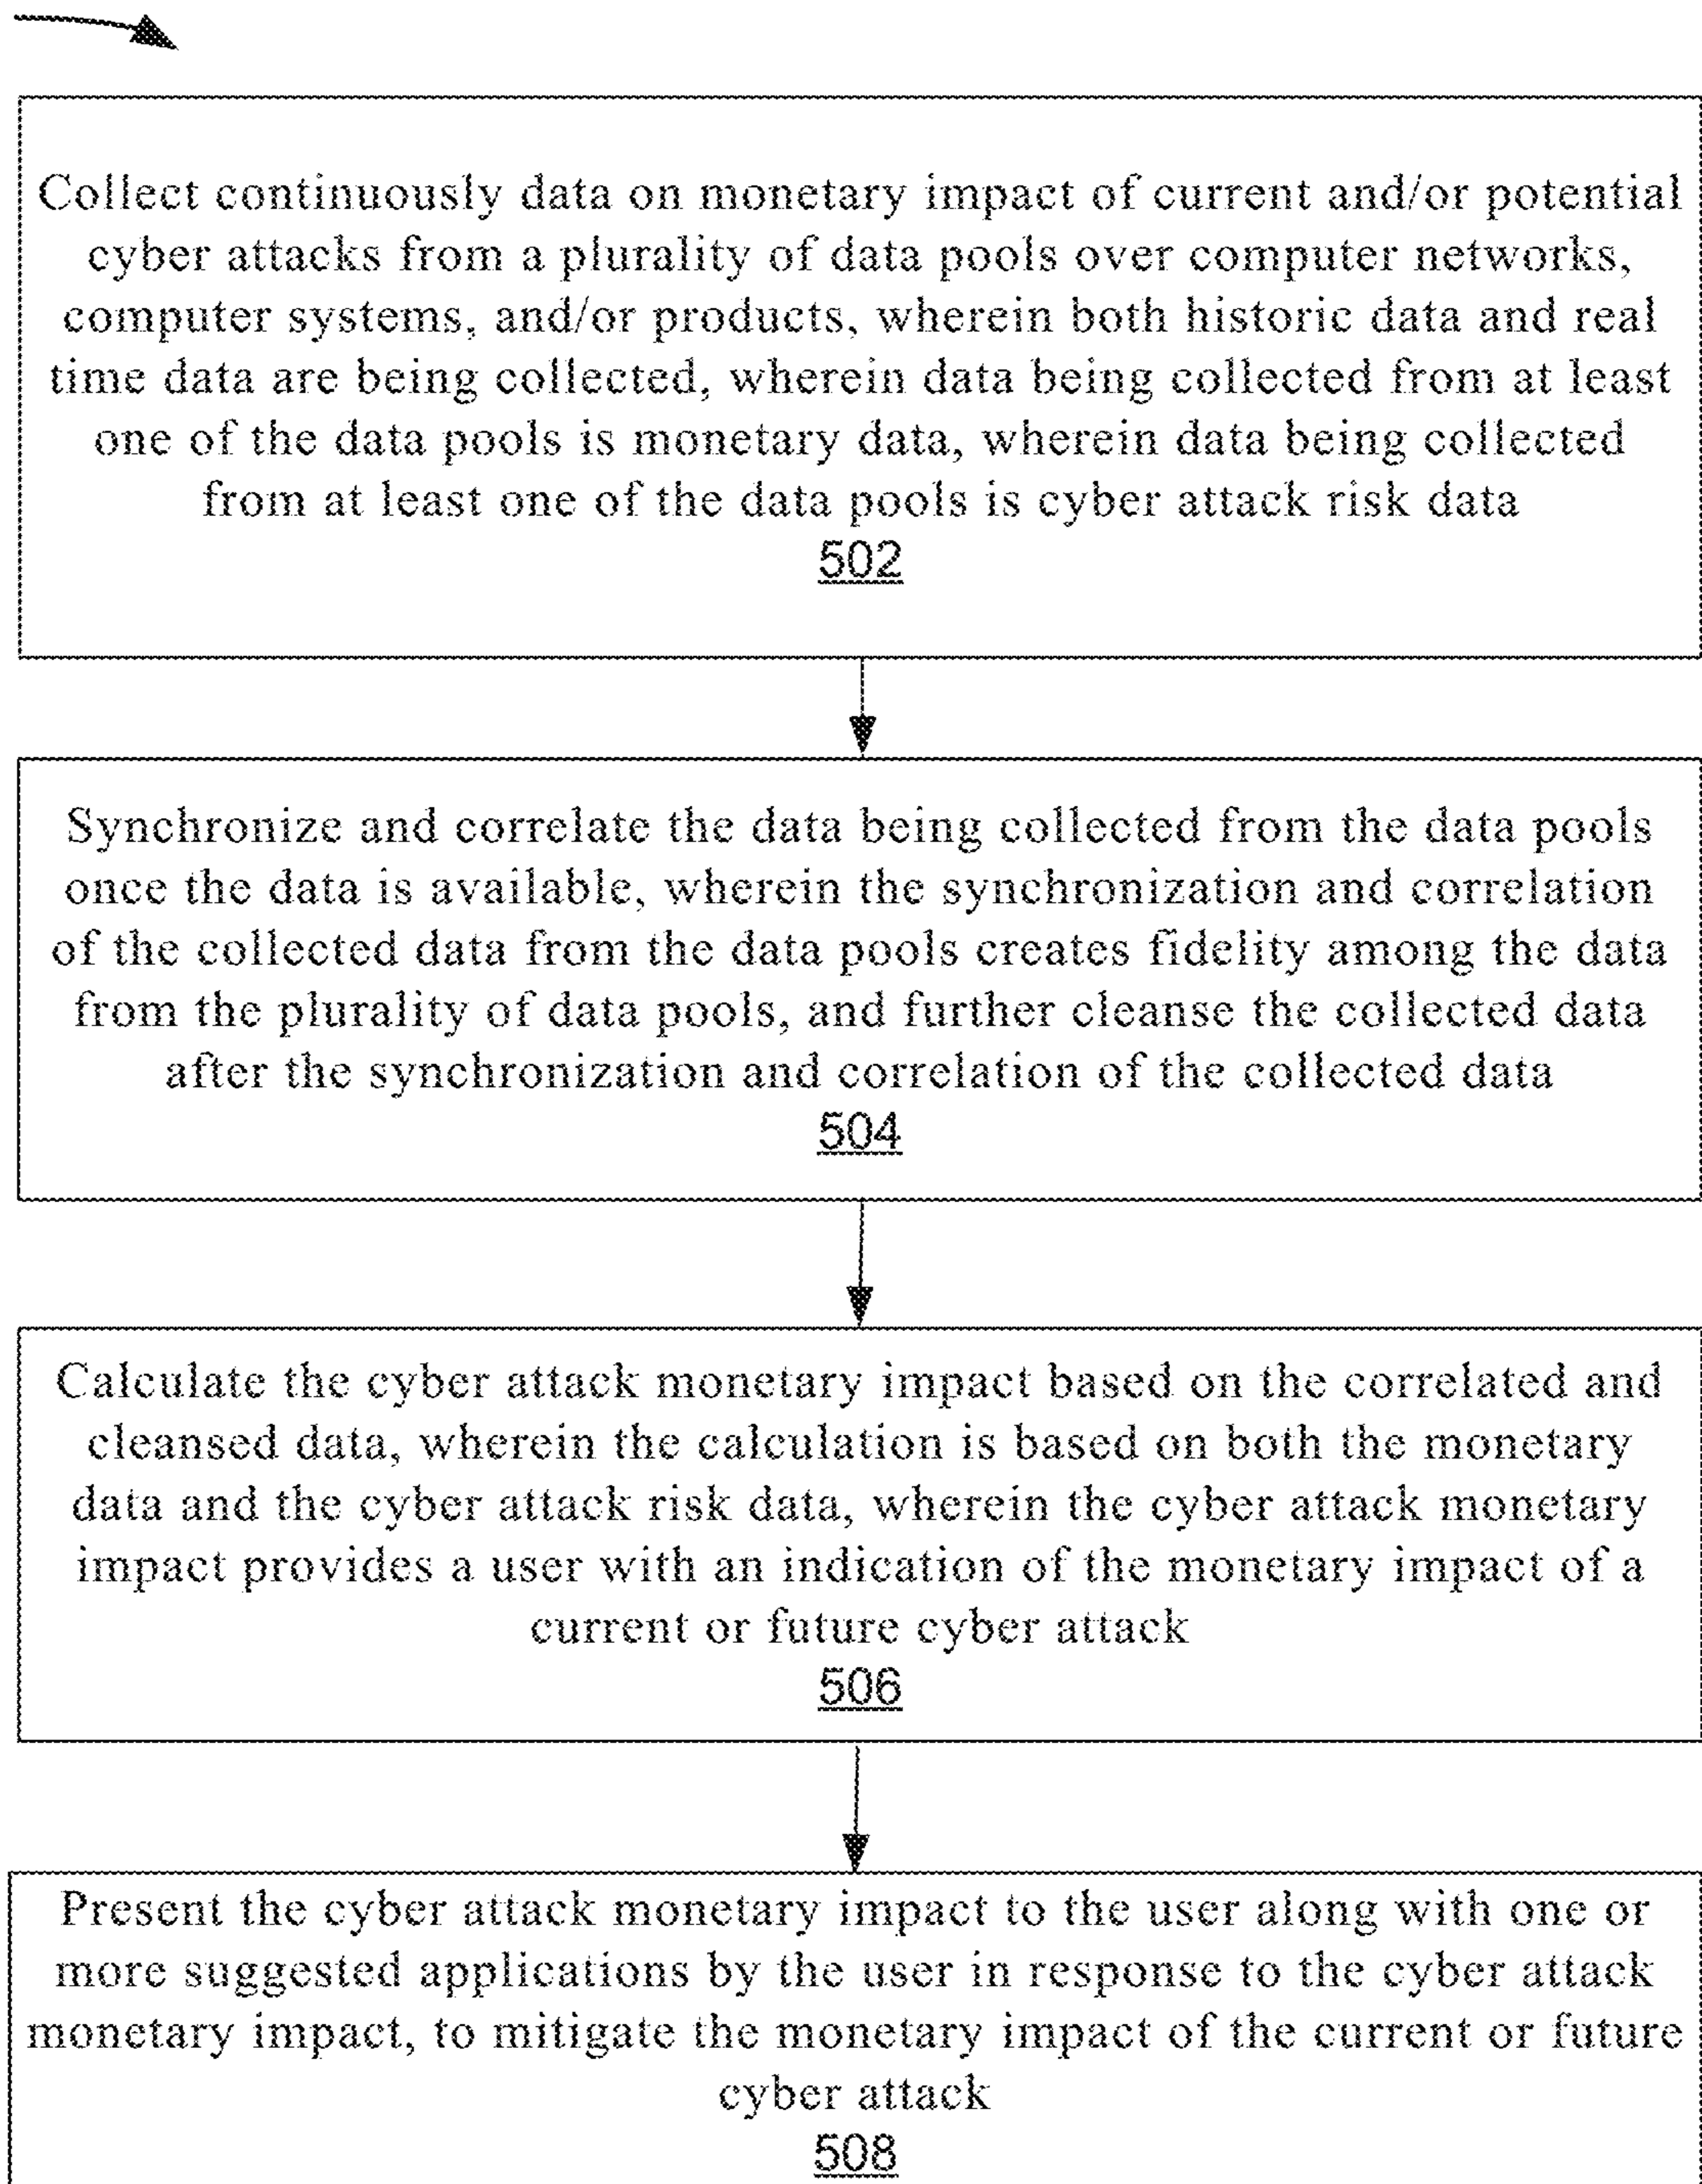 Collect continuously data on monetary impact of current and/or potential
cyber attacks from a plurality of data pools over computer networks,
computer systems, and/or products, wherein both historic data and real
time data are being collected, wherein data being collected from at least
one of the data pools is monetary data, wherein data being collected
from at least one of the data pools is cyber attack risk data
502
Synchronize and correlate the data being collected from the data pools
once the data is available, wherein the synchronization and correlation
of the collected data from the data pools creates fidelity among the data
from the plurality of data pools, and further cleanse the collected data
after the synchronization and correlation of the collected data
504
Calculate the cyber attack monetary impact based on the correlated and
cleansed data, wherein the calculation is based on both the monetary
data and the cyber attack risk data, wherein the cyber attack monetary
impact provides a user with an indication of the monetary impact of a
current or future cyber attack
506
Present the cyber attack monetary impact to the user along with one or
more suggested applications by the user in response to the cyber attack
monetary impact, to mitigate the monetary impact of the current or future
cyber attack
508